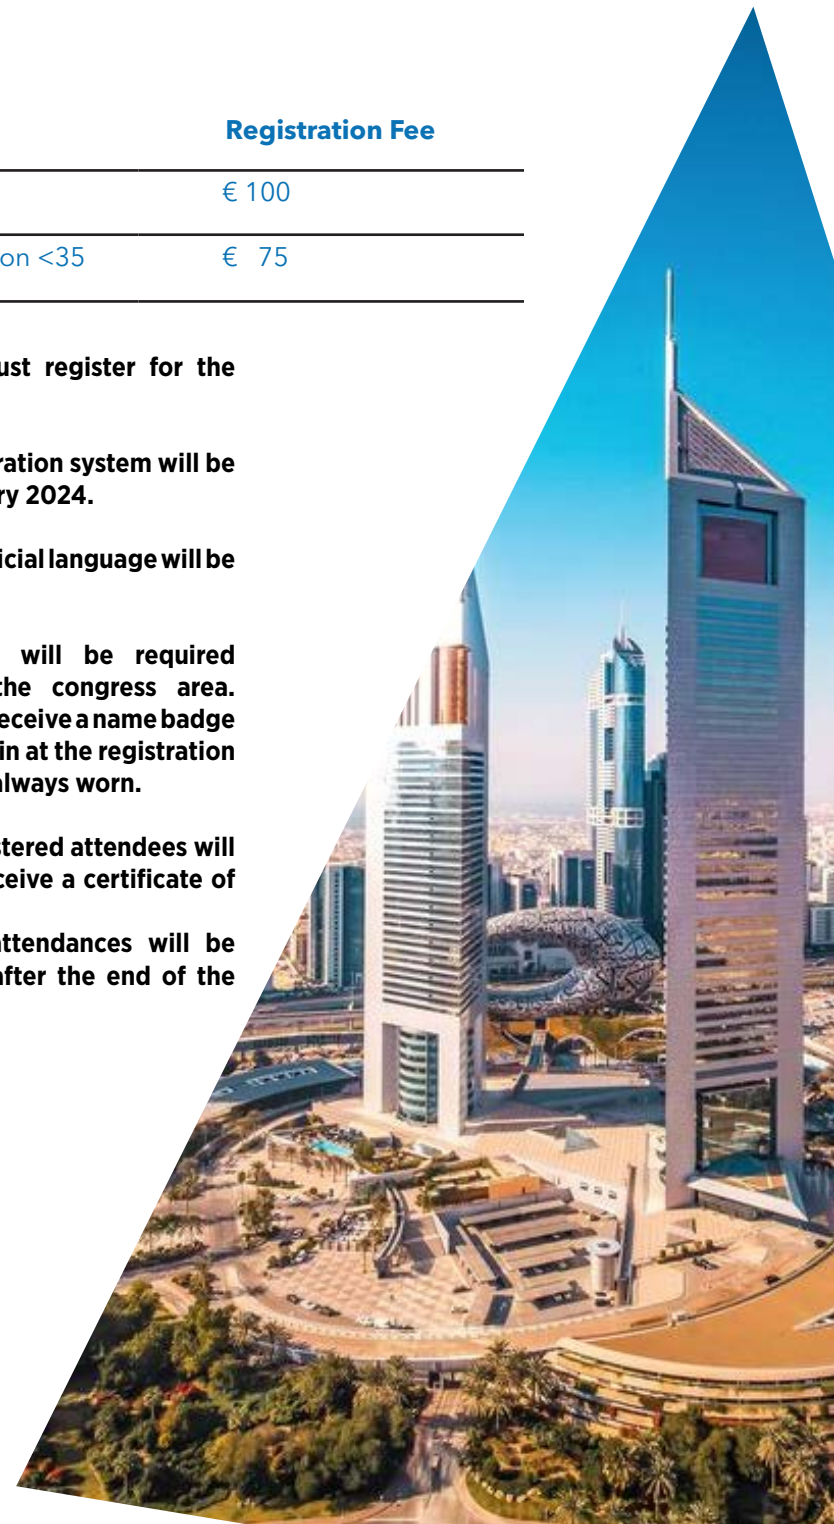 Registration Fee
€ 100
on <35 € 75
ust register for the
ration system will be
ry 2024.
icial language will be
will be required
the congress area.
eceive a name badge
in at the registration
always worn.
stered attendees will
ceive a certificate of
attendances will be
after the end of the